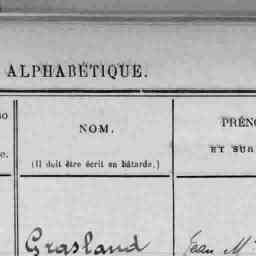 ALPHABÉTIQUE.
NOM.
(Il doit être écrit en bâtarde.)
PRÉN
ET SUR
Grasland
Jean M